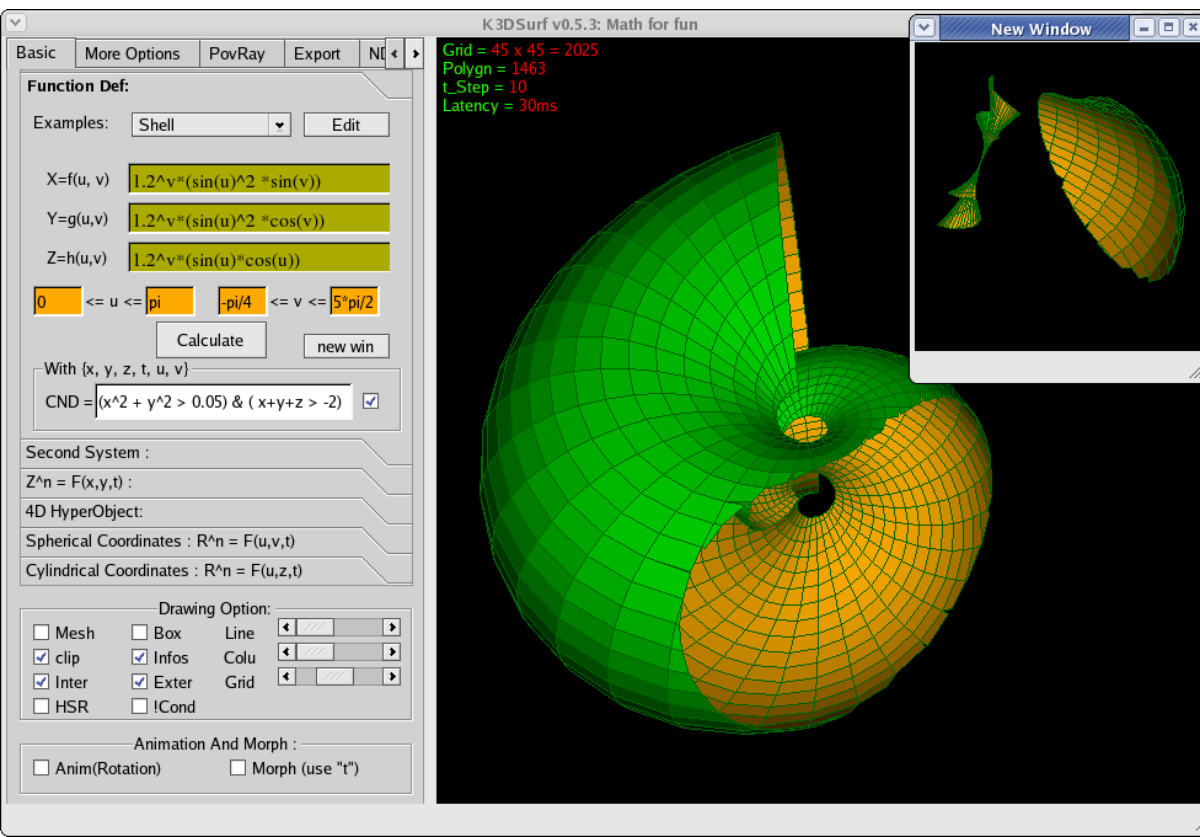 K3DSurf v0.5.3: Math for fun
New Window
Basic More Options PovRay Export ND
Function Def:
Examples: Shell Edit
X=f(u, v) 1.2^v*(sin(u)^2 *sin(v))
Y=g(u,v) 1.2^v*(sin(u)^2 *cos(v))
Z=h(u,v) 1.2^v*(sin(u)*cos(u))
0 <= u <= pi -pi/4 <= v <= 5*pi/2
Calculate new win
With {x, y, z, t, u, v}
CND = (x^2 + y^2 > 0.05) & ( x+y+z > -2)
Second System :
Z^n = F(x,y,t) :
4D HyperObject:
Spherical Coordinates : R^n = F(u,v,t)
Cylindrical Coordinates : R^n = F(u,z,t)
Drawing Option:
Mesh Box Line
clip Infos Colu
Inter Exter Grid
HSR !Cond
Animation And Morph :
Anim(Rotation) Morph (use "t")
Grid = 45 x 45 = 2025
Polygn = 1463
t_Step = 10
Latency = 30ms